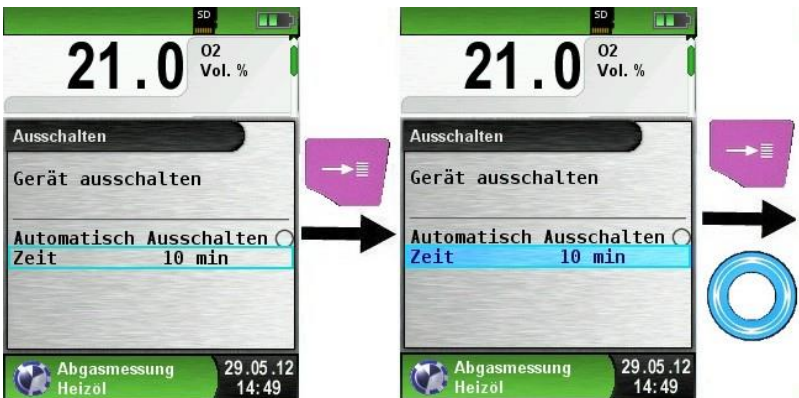 SD
21.0 O2
Vol. %
Ausschalten
Gerät ausschalten
Automatisch Ausschalten
Zeit 10 min
Abgasmessung 29.05.12
Heizöl 14:49
SD
21.0 O2
Vol. %
Ausschalten
Gerät ausschalten
Automatisch Ausschalten
Zeit 10 min
Abgasmessung 29.05.12
Heizöl 14:49